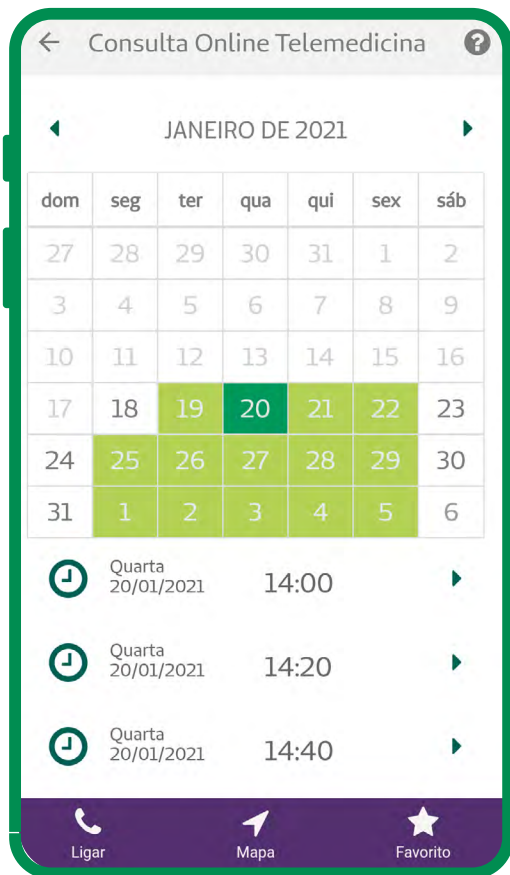 Consulta Online Telemedicina ?
JANEIRO DE 2021
dom seg ter qua qui sex sáb
27 28 29 30 31 1 2
3 4 5 6 7 8 9
10 11 12 13 14 15 16
17 18 19 20 21 22 23
24 25 26 27 28 29 30
31 1 2 3 4 5 6
Quarta
20/01/2021 14:00
Quarta
20/01/2021 14:20
Quarta
20/01/2021 14:40
Ligar Mapa Favorito